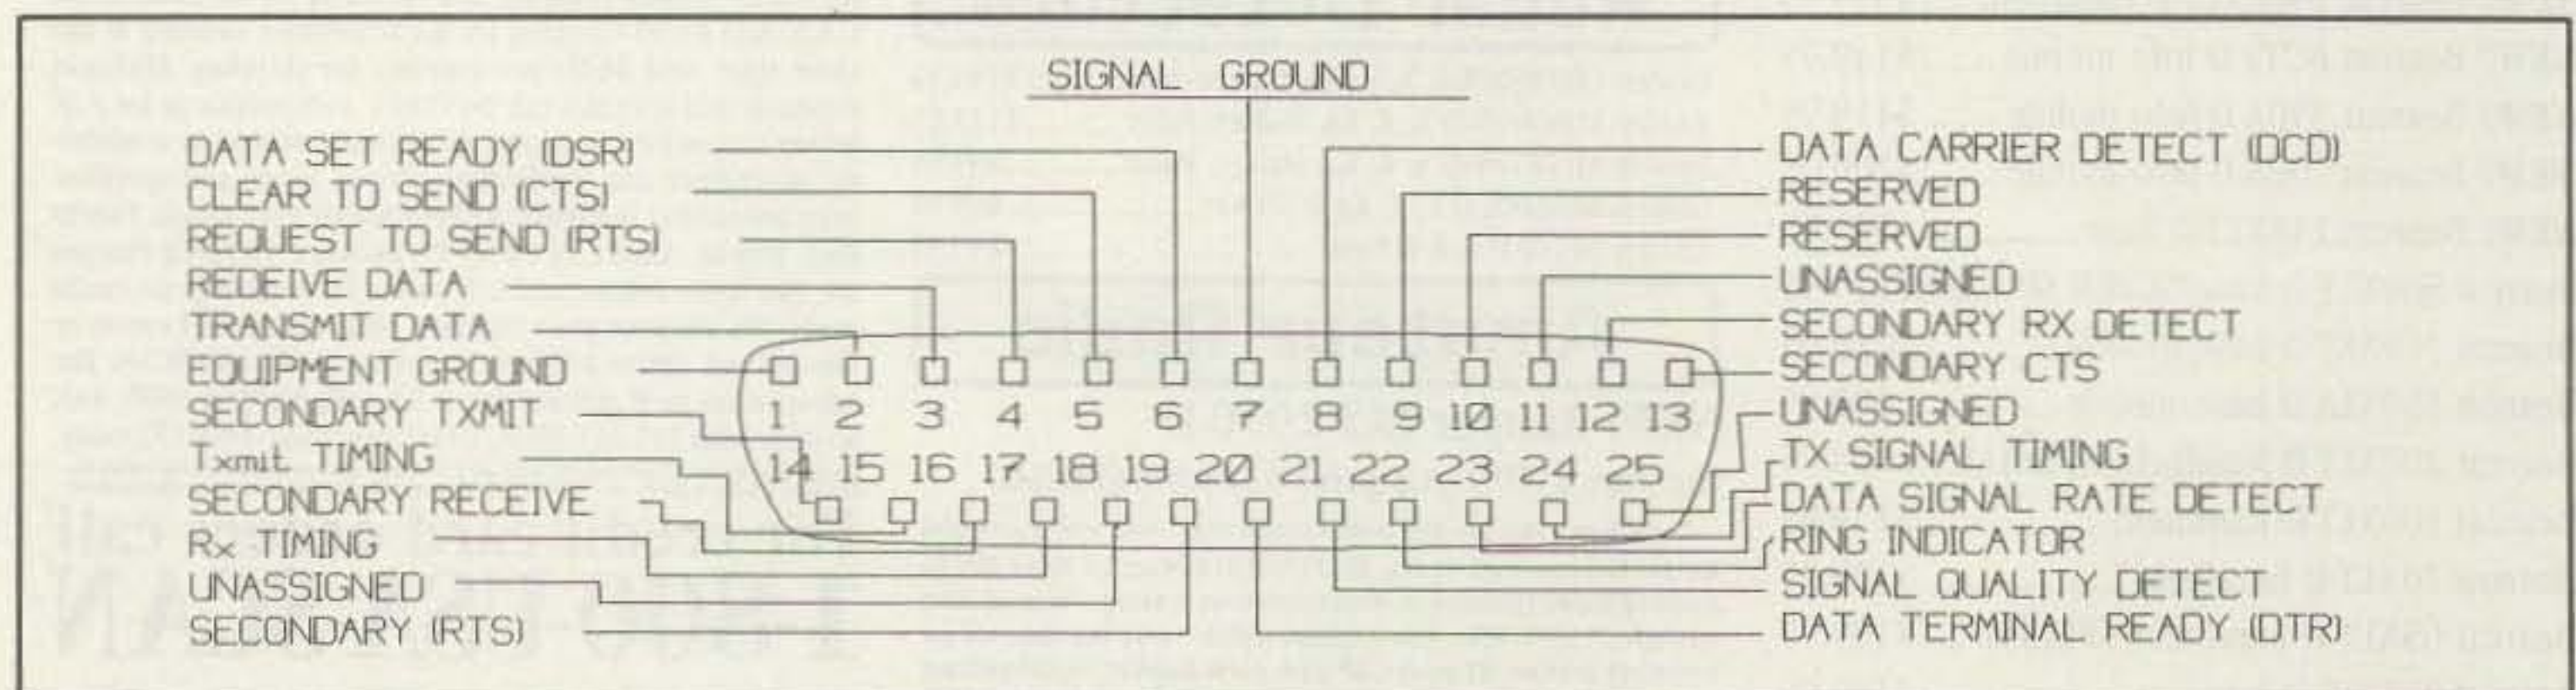 SIGNAL GROUND
DATA SET READY (DSR)
CLEAR TO SEND (CTS)
REQUEST TO SEND (RTS)
REDEIVE DATA
TRANSMIT DATA
EQUIPMENT GROUND
SECONDARY TXMIT
Txmit TIMING
SECONDARY RECEIVE
Rx TIMING
UNASSIGNED
SECONDARY (RTS)
1 2 3 4 5 6 7 8 9 10 11 12 13
14 15 16 17 18 19 20 21 22 23 24 25
DATA CARRIER DETECT (DCD)
RESERVED
RESERVED
UNASSIGNED
SECONDARY RX DETECT
SECONDARY CTS
UNASSIGNED
TX SIGNAL TIMING
DATA SIGNAL RATE DETECT
RING INDICATOR
SIGNAL QUALITY DETECT
DATA TERMINAL READY (DTR)